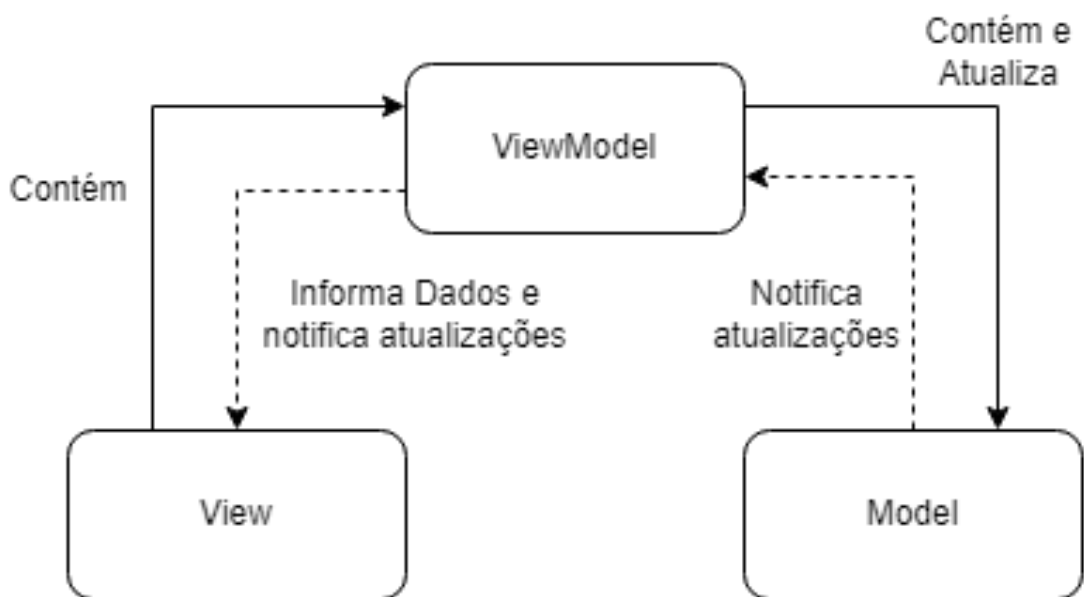 Contém e
Atualiza
ViewModel
Contém
Informa Dados e
notifica atualizações
Notifica
atualizações
View
Model